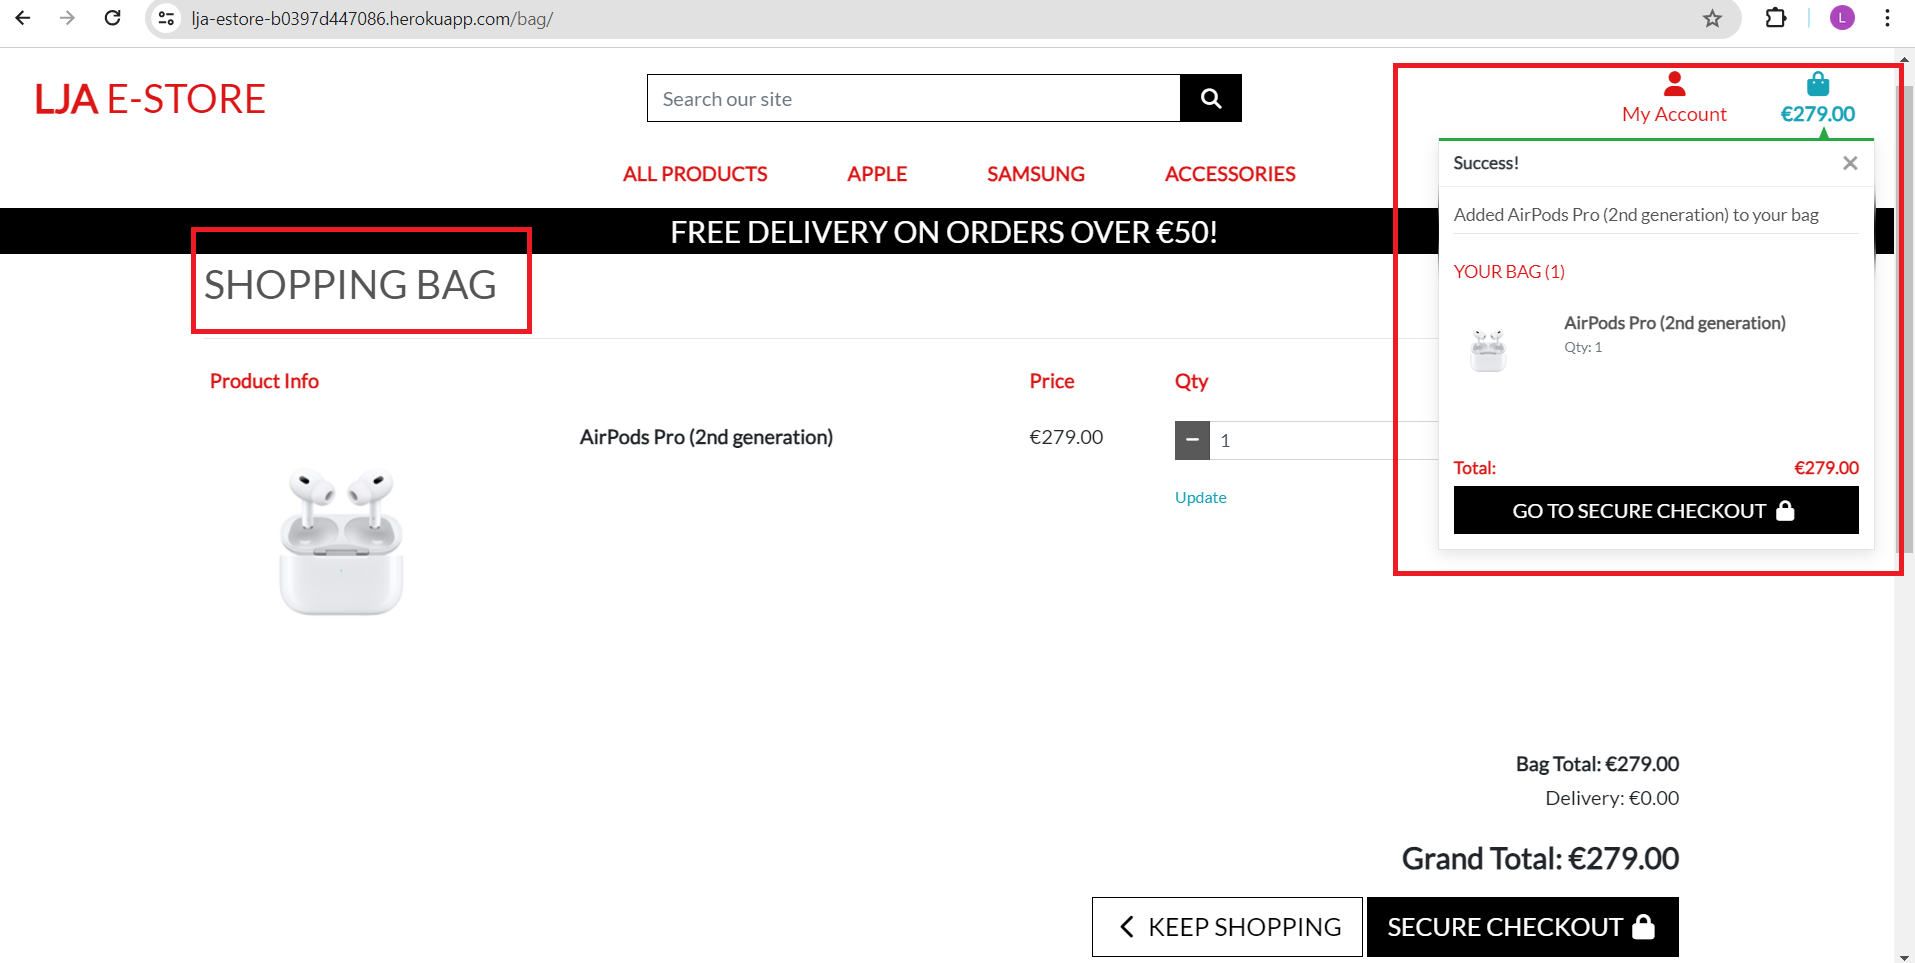 lja-estore-b0397d447086.herokuapp.com/bag/
L
LJA E-STORE
Search our site
My Account
€279.00
ALL PRODUCTS
APPLE
SAMSUNG
ACCESSORIES
FREE DELIVERY ON ORDERS OVER €50!
Success!
Added AirPods Pro (2nd generation) to your bag
YOUR BAG (1)
AirPods Pro (2nd generation)
Qty: 1
Total: €279.00
GO TO SECURE CHECKOUT
SHOPPING BAG
Product Info
Price
Qty
AirPods Pro (2nd generation)
€279.00
1
Update
Bag Total: €279.00
Delivery: €0.00
Grand Total: €279.00
KEEP SHOPPING
SECURE CHECKOUT